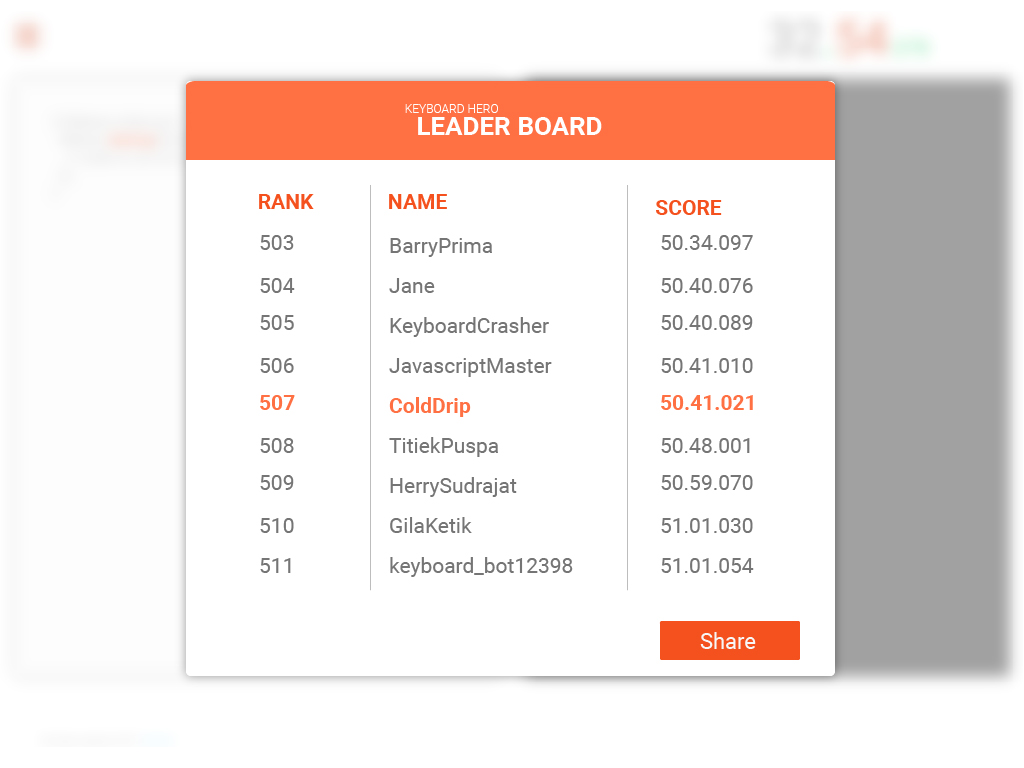 32.54
KEYBOARD HERO
LEADER BOARD
RANK NAME SCORE
503 BarryPrima 50.34.097
504 Jane 50.40.076
505 KeyboardCrasher 50.40.089
506 JavascriptMaster 50.41.010
507 ColdDrip 50.41.021
508 TitiekPuspa 50.48.001
509 HerrySudrajat 50.59.070
510 GilaKetik 51.01.030
511 keyboard_bot12398 51.01.054
Share